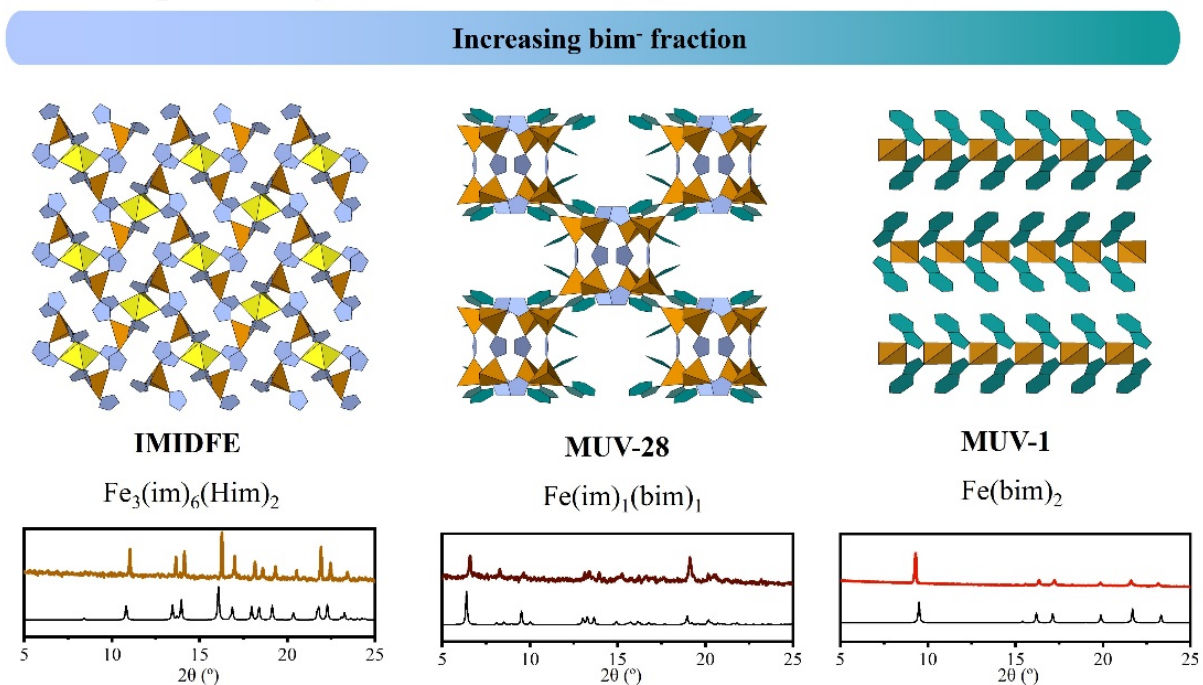 Increasing bim⁻ fraction
IMIDFE
MUV-28
MUV-1
Fe₃(im)₆(Him)₂
Fe(im)₁(bim)₁
Fe(bim)₂
5 10 15 20 25
2θ (°)
5 10 15 20 25
2θ (°)
5 10 15 20 25
2θ (°)